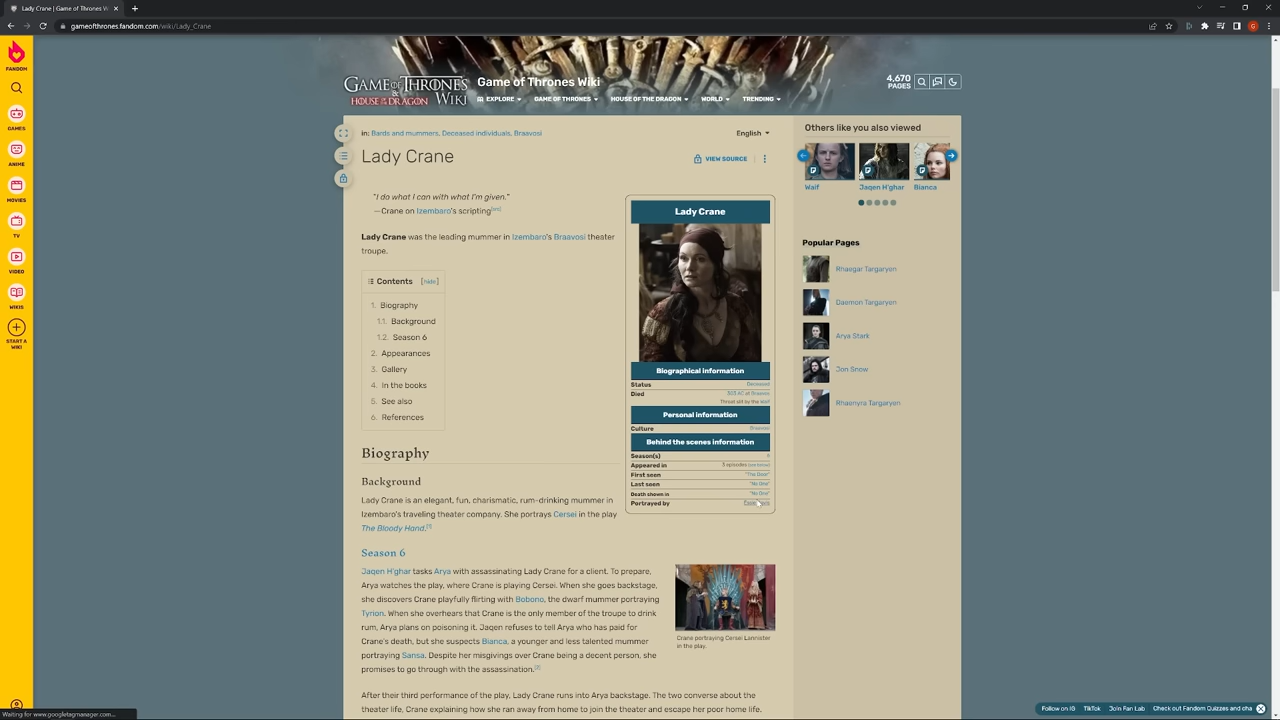 Lady Crane | Game of Thrones Wiki
gameofthrones.fandom.com/wiki/Lady_Crane
FANDOM
GAMES
ANIME
MOVIES
TV
VIDEO
WIKIS
START A
WIKI
GAME OF THRONES
&
HOUSE OF THE DRAGON
WIKI
Game of Thrones Wiki
EXPLORE
GAME OF THRONES
HOUSE OF THE DRAGON
WORLD
TRENDING
4,670
PAGES
in: Bards and mummers, Deceased individuals, Braavosi
English
Lady Crane
VIEW SOURCE
"I do what I can with what I'm given."
—Crane on Izembaro's scripting[src]
Lady Crane was the leading mummer in Izembaro's Braavosi theater
troupe.
Contents [hide]
1. Biography
1.1. Background
1.2. Season 6
2. Appearances
3. Gallery
4. In the books
5. See also
6. References
Lady Crane
Biographical information
Status Deceased
Died 303 AC at Braavos
Throat slit by the Waif
Personal information
Culture Braavosi
Behind the scenes information
Season(s) 6
Appeared in 3 episodes (see below)
First seen "The Door"
Last seen "No One"
Death shown in "No One"
Portrayed by
Biography
Background
Lady Crane is an elegant, fun, charismatic, rum-drinking mummer in
Izembaro's traveling theater company. She portrays Cersei in the play
The Bloody Hand.[1]
Season 6
Jaqen H'ghar tasks Arya with assassinating Lady Crane for a client. To prepare,
Arya watches the play, where Crane is playing Cersei. When she goes backstage,
she discovers Crane playfully flirting with Bobono, the dwarf mummer portraying
Tyrion. When she overhears that Crane is the only member of the troupe to drink
rum, Arya plans on poisoning it. Jaqen refuses to tell Arya who has paid for
Crane's death, but she suspects Bianca, a younger and less talented mummer
portraying Sansa. Despite her misgivings over Crane being a decent person, she
promises to go through with the assassination.[2]
Crane portraying Cersei Lannister
in the play.
After their third performance of the play, Lady Crane runs into Arya backstage. The two converse about the
theater life, Crane explaining how she ran away from home to join the theater and escape her poor home life.
Others like you also viewed
Waif
Jaqen H'ghar
Bianca
Popular Pages
Rhaegar Targaryen
Daemon Targaryen
Arya Stark
Jon Snow
Rhaenyra Targaryen
Waiting for www.googletagmanager.com...
Follow on IG
TikTok
Join Fan Lab
Check out Fandom Quizzes and cha